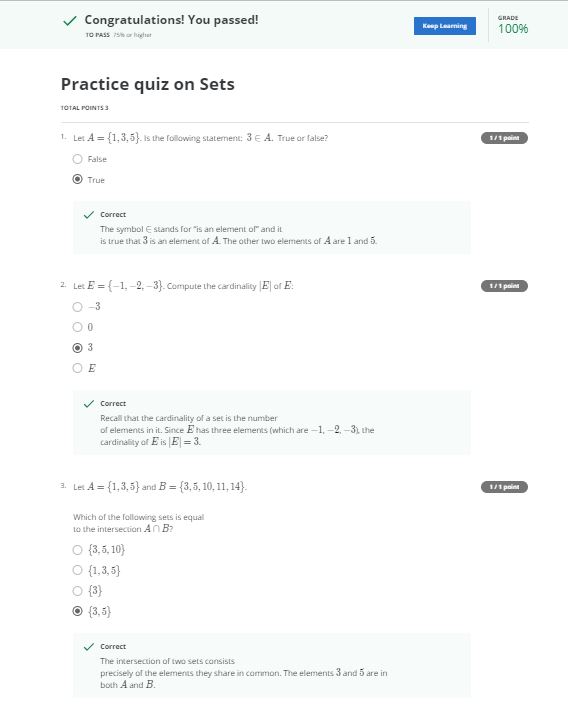 Congratulations! You passed!
TO PASS 75% or higher
Keep Learning
GRADE
100%
Practice quiz on Sets
TOTAL POINTS 3
1. Let A = {1, 3, 5}. Is the following statement: 3 ∈ A. True or false?
1 / 1 point
False
True
Correct
The symbol ∈ stands for "is an element of" and it
is true that 3 is an element of A. The other two elements of A are 1 and 5.
2. Let E = {−1, −2, −3}. Compute the cardinality |E| of E:
1 / 1 point
−3
0
3
E
Correct
Recall that the cardinality of a set is the number
of elements in it. Since E has three elements (which are −1, −2, −3), the
cardinality of E is |E| = 3.
3. Let A = {1, 3, 5} and B = {3, 5, 10, 11, 14}.
1 / 1 point
Which of the following sets is equal
to the intersection A ∩ B?
{3, 5, 10}
{1, 3, 5}
{3}
{3, 5}
Correct
The intersection of two sets consists
precisely of the elements they share in common. The elements 3 and 5 are in
both A and B.